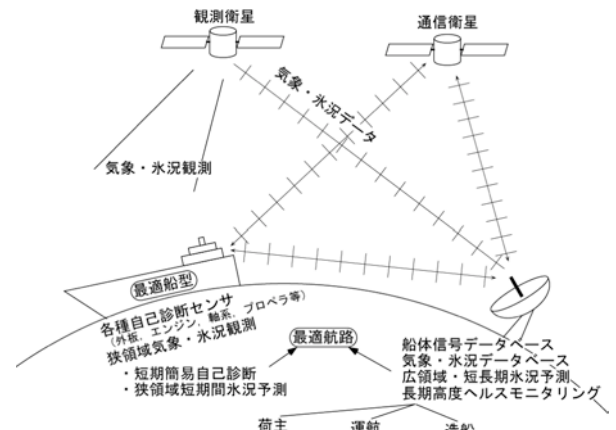 観測衛星
通信衛星
気象・氷況データ
気象・氷況観測
最適船型
各種自己診断センサ
（外板，エンジン，軸系，プロペラ等）
狭領域気象・氷況観測
・短期簡易自己診断
・狭領域短期間氷況予測
最適航路
船体信号データベース
気象・氷況データベース
広領域・短長期氷況予測
長期高度ヘルスモニタリング
荷主
運航
造船